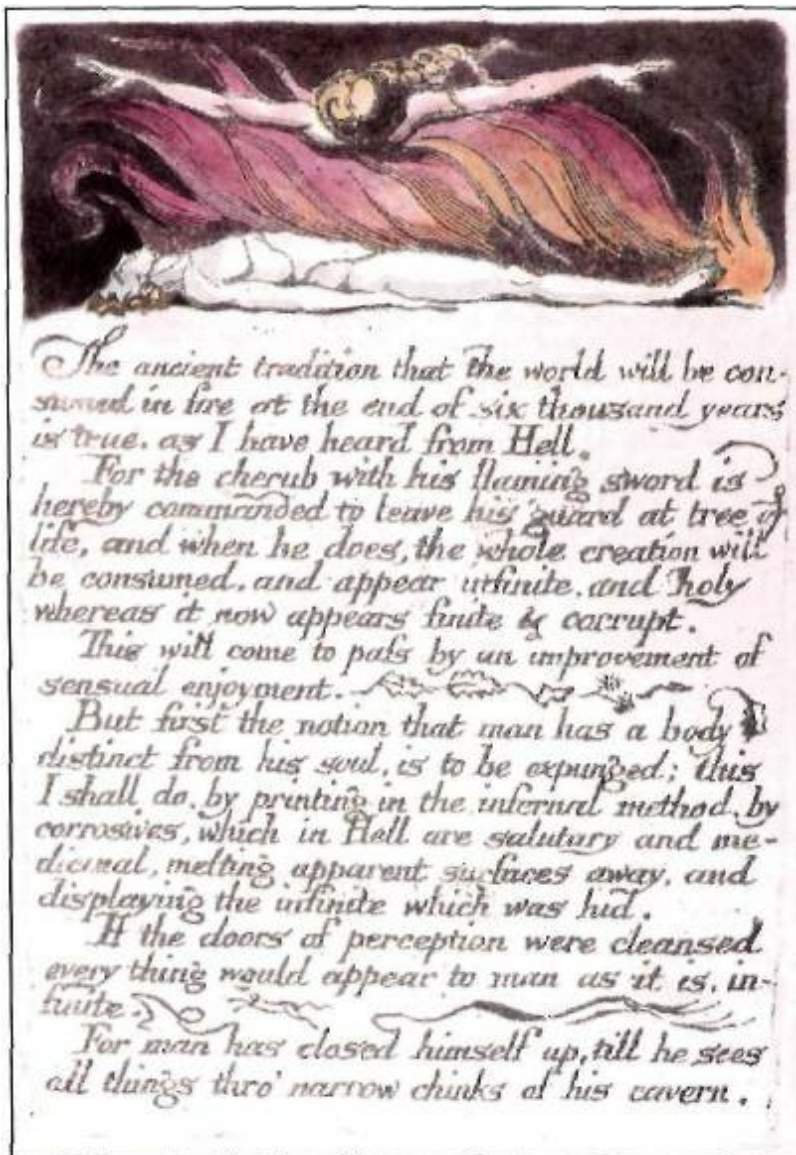 The ancient tradition that the world will be con-
sumed in fire at the end of six thousand years
is true. as I have heard from Hell.
For the cherub with his flaming sword is
hereby commanded to leave his guard at tree of
life, and when he does, the whole creation will
be consumed, and appear infinite. and holy
whereas it now appears finite & corrupt.
This will come to paſs by an improvement of
sensual enjoyment.
But first the notion that man has a body
distinct from his soul, is to be expunged; this
I shall do, by printing in the infernal method, by
corrosives, which in Hell are salutary and me-
dicinal, melting apparent surfaces away, and
displaying the infinite which was hid.
If the doors of perception were cleansed
every thing would appear to man as it is, in-
finite.
For man has closed himself up, till he sees
all things thro' narrow chinks of his cavern.